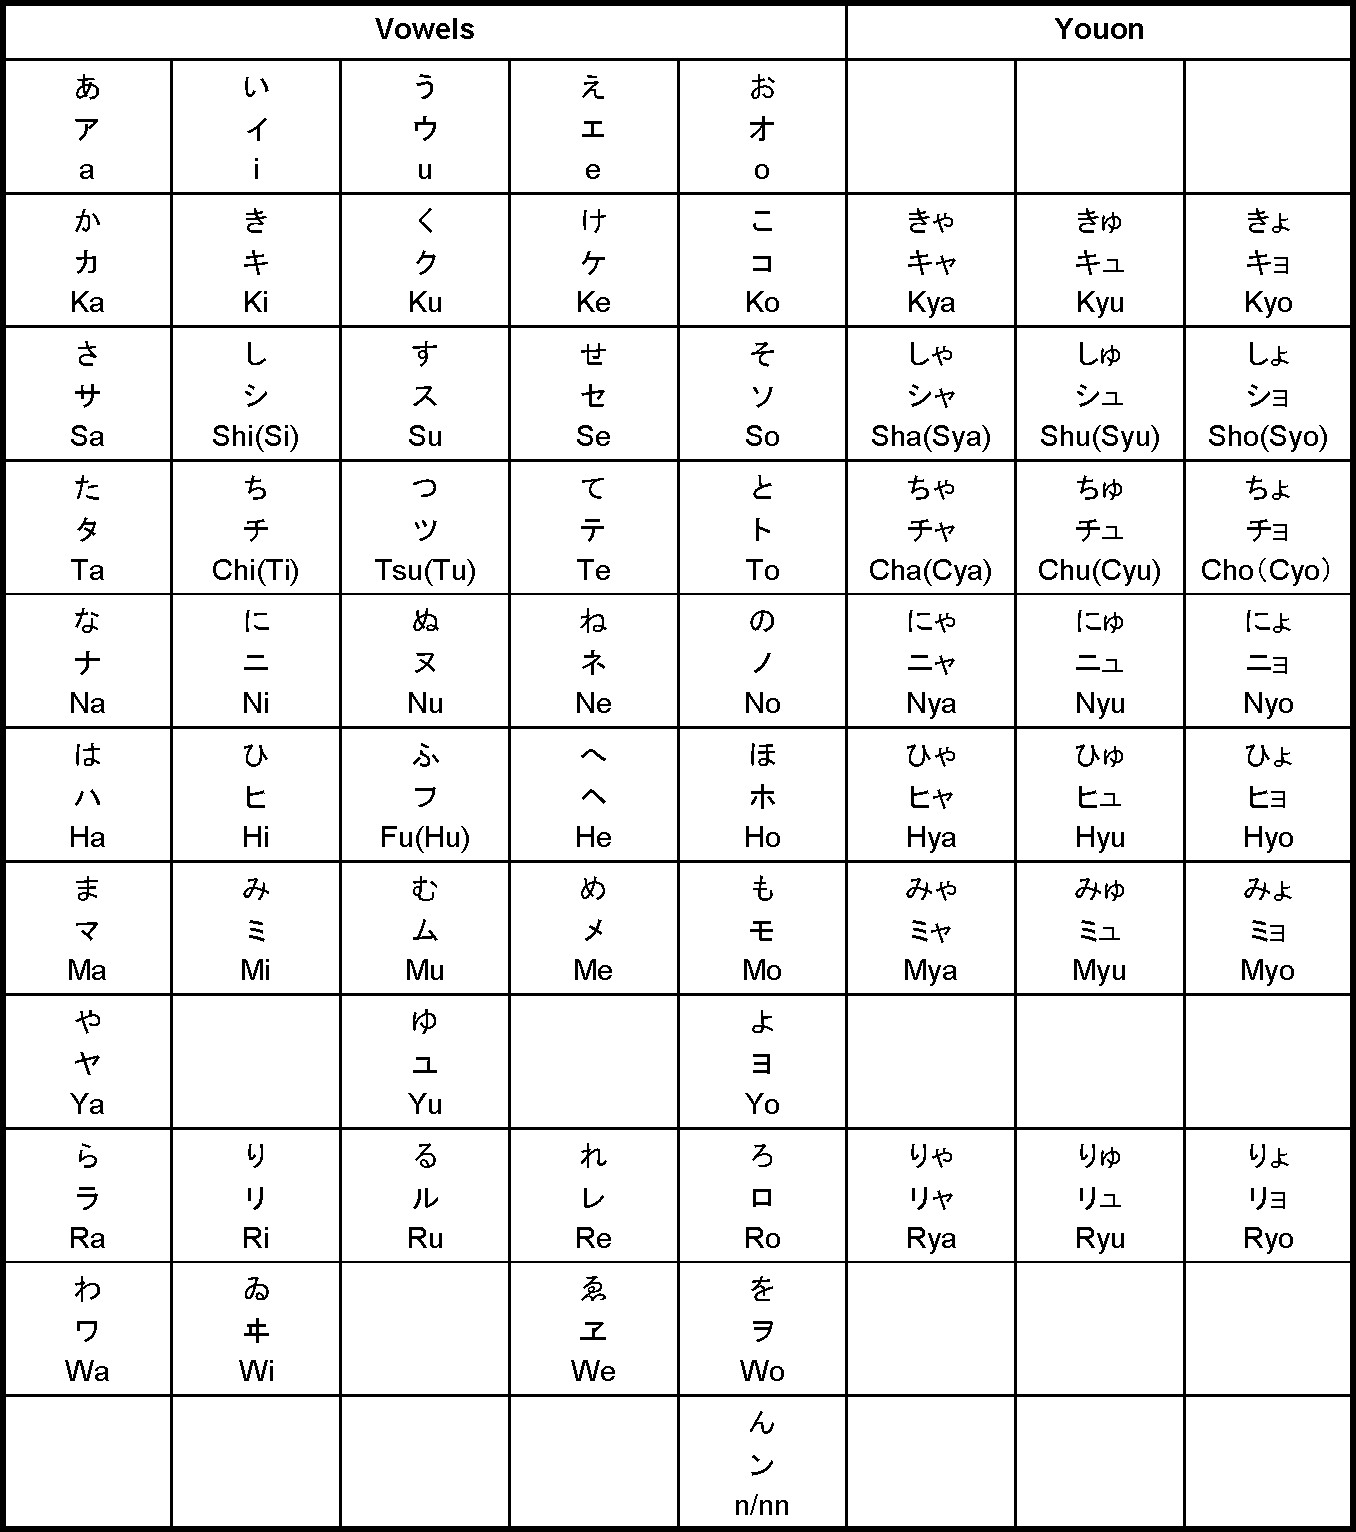 Vowels Youon
あ い う え お
ア イ ウ エ オ
a i u e o
か き く け こ きゃ きゅ きょ
カ キ ク ケ コ キャ キュ キョ
Ka Ki Ku Ke Ko Kya Kyu Kyo
さ し す せ そ しゃ しゅ しょ
サ シ ス セ ソ シャ シュ ショ
Sa Shi(Si) Su Se So Sha(Sya) Shu(Syu) Sho(Syo)
た ち つ て と ちゃ ちゅ ちょ
タ チ ツ テ ト チャ チュ チョ
Ta Chi(Ti) Tsu(Tu) Te To Cha(Cya) Chu(Cyu) Cho（Cyo）
な に ぬ ね の にゃ にゅ にょ
ナ ニ ヌ ネ ノ ニャ ニュ ニョ
Na Ni Nu Ne No Nya Nyu Nyo
は ひ ふ へ ほ ひゃ ひゅ ひょ
ハ ヒ フ ヘ ホ ヒャ ヒュ ヒョ
Ha Hi Fu(Hu) He Ho Hya Hyu Hyo
ま み む め も みゃ みゅ みょ
マ ミ ム メ モ ミャ ミュ ミョ
Ma Mi Mu Me Mo Mya Myu Myo
や ゆ よ
ヤ ユ ヨ
Ya Yu Yo
ら り る れ ろ りゃ りゅ りょ
ラ リ ル レ ロ リャ リュ リョ
Ra Ri Ru Re Ro Rya Ryu Ryo
わ ゐ ゑ を
ワ ヰ ヱ ヲ
Wa Wi We Wo
ん
ン
n/nn